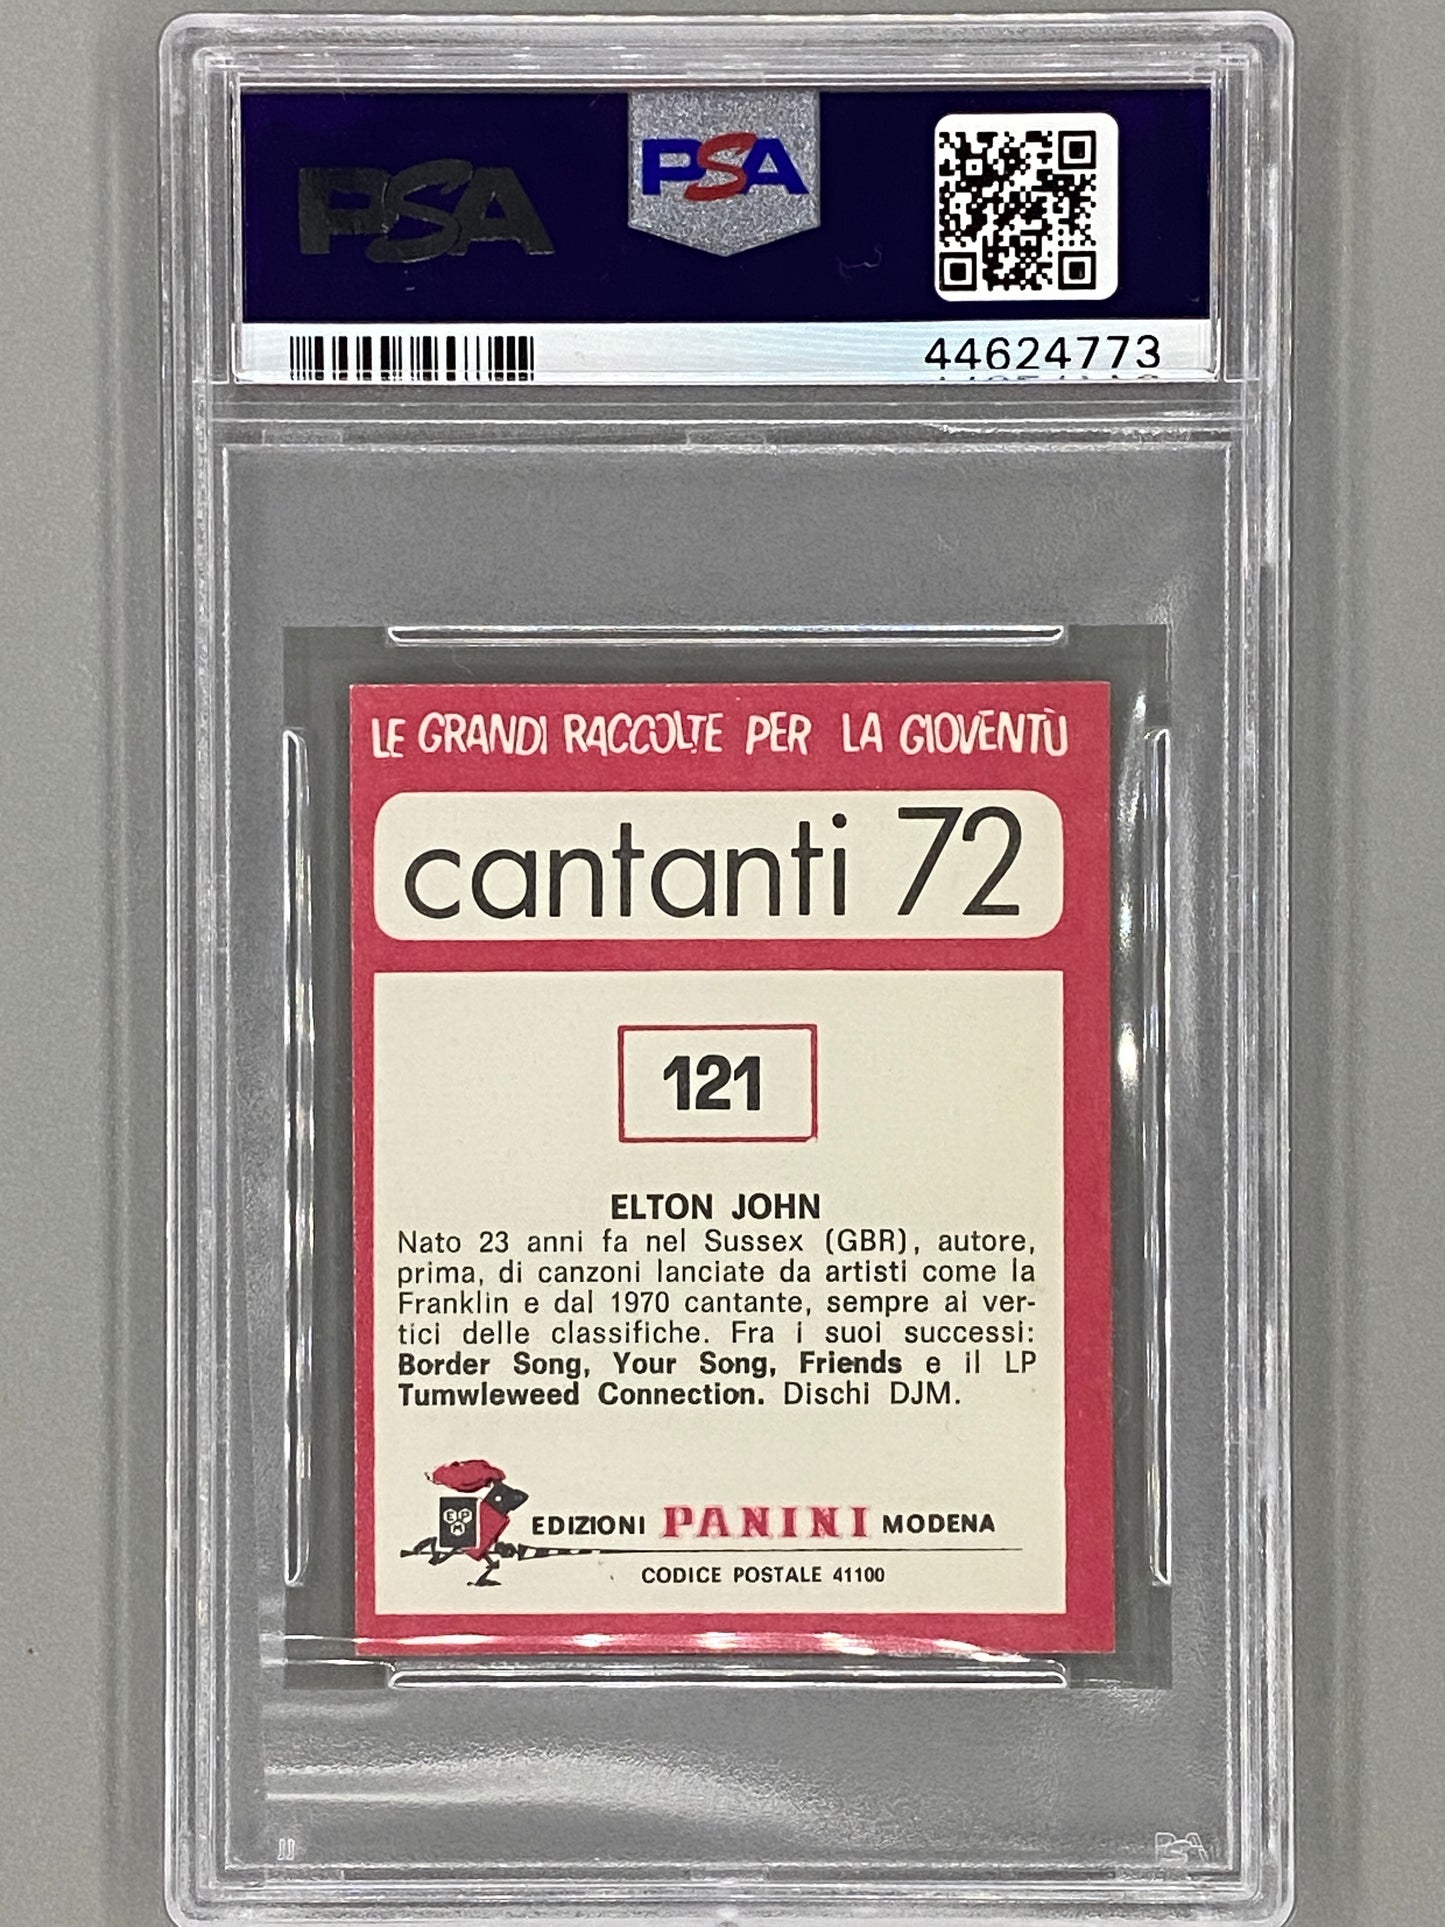 PSA
PSA
44624773
LE GRANDI RACCOLTE PER LA GIOVENTÙ
cantanti 72
121
ELTON JOHN
Nato 23 anni fa nel Sussex (GBR), autore,
prima, di canzoni lanciate da artisti come la
Franklin e dal 1970 cantante, sempre ai ver-
tici delle classifiche. Fra i suoi successi:
Border Song, Your Song, Friends e il LP
Tumwleweed Connection. Dischi DJM.
EPM
EDIZIONI PANINI MODENA
CODICE POSTALE 41100
PSA